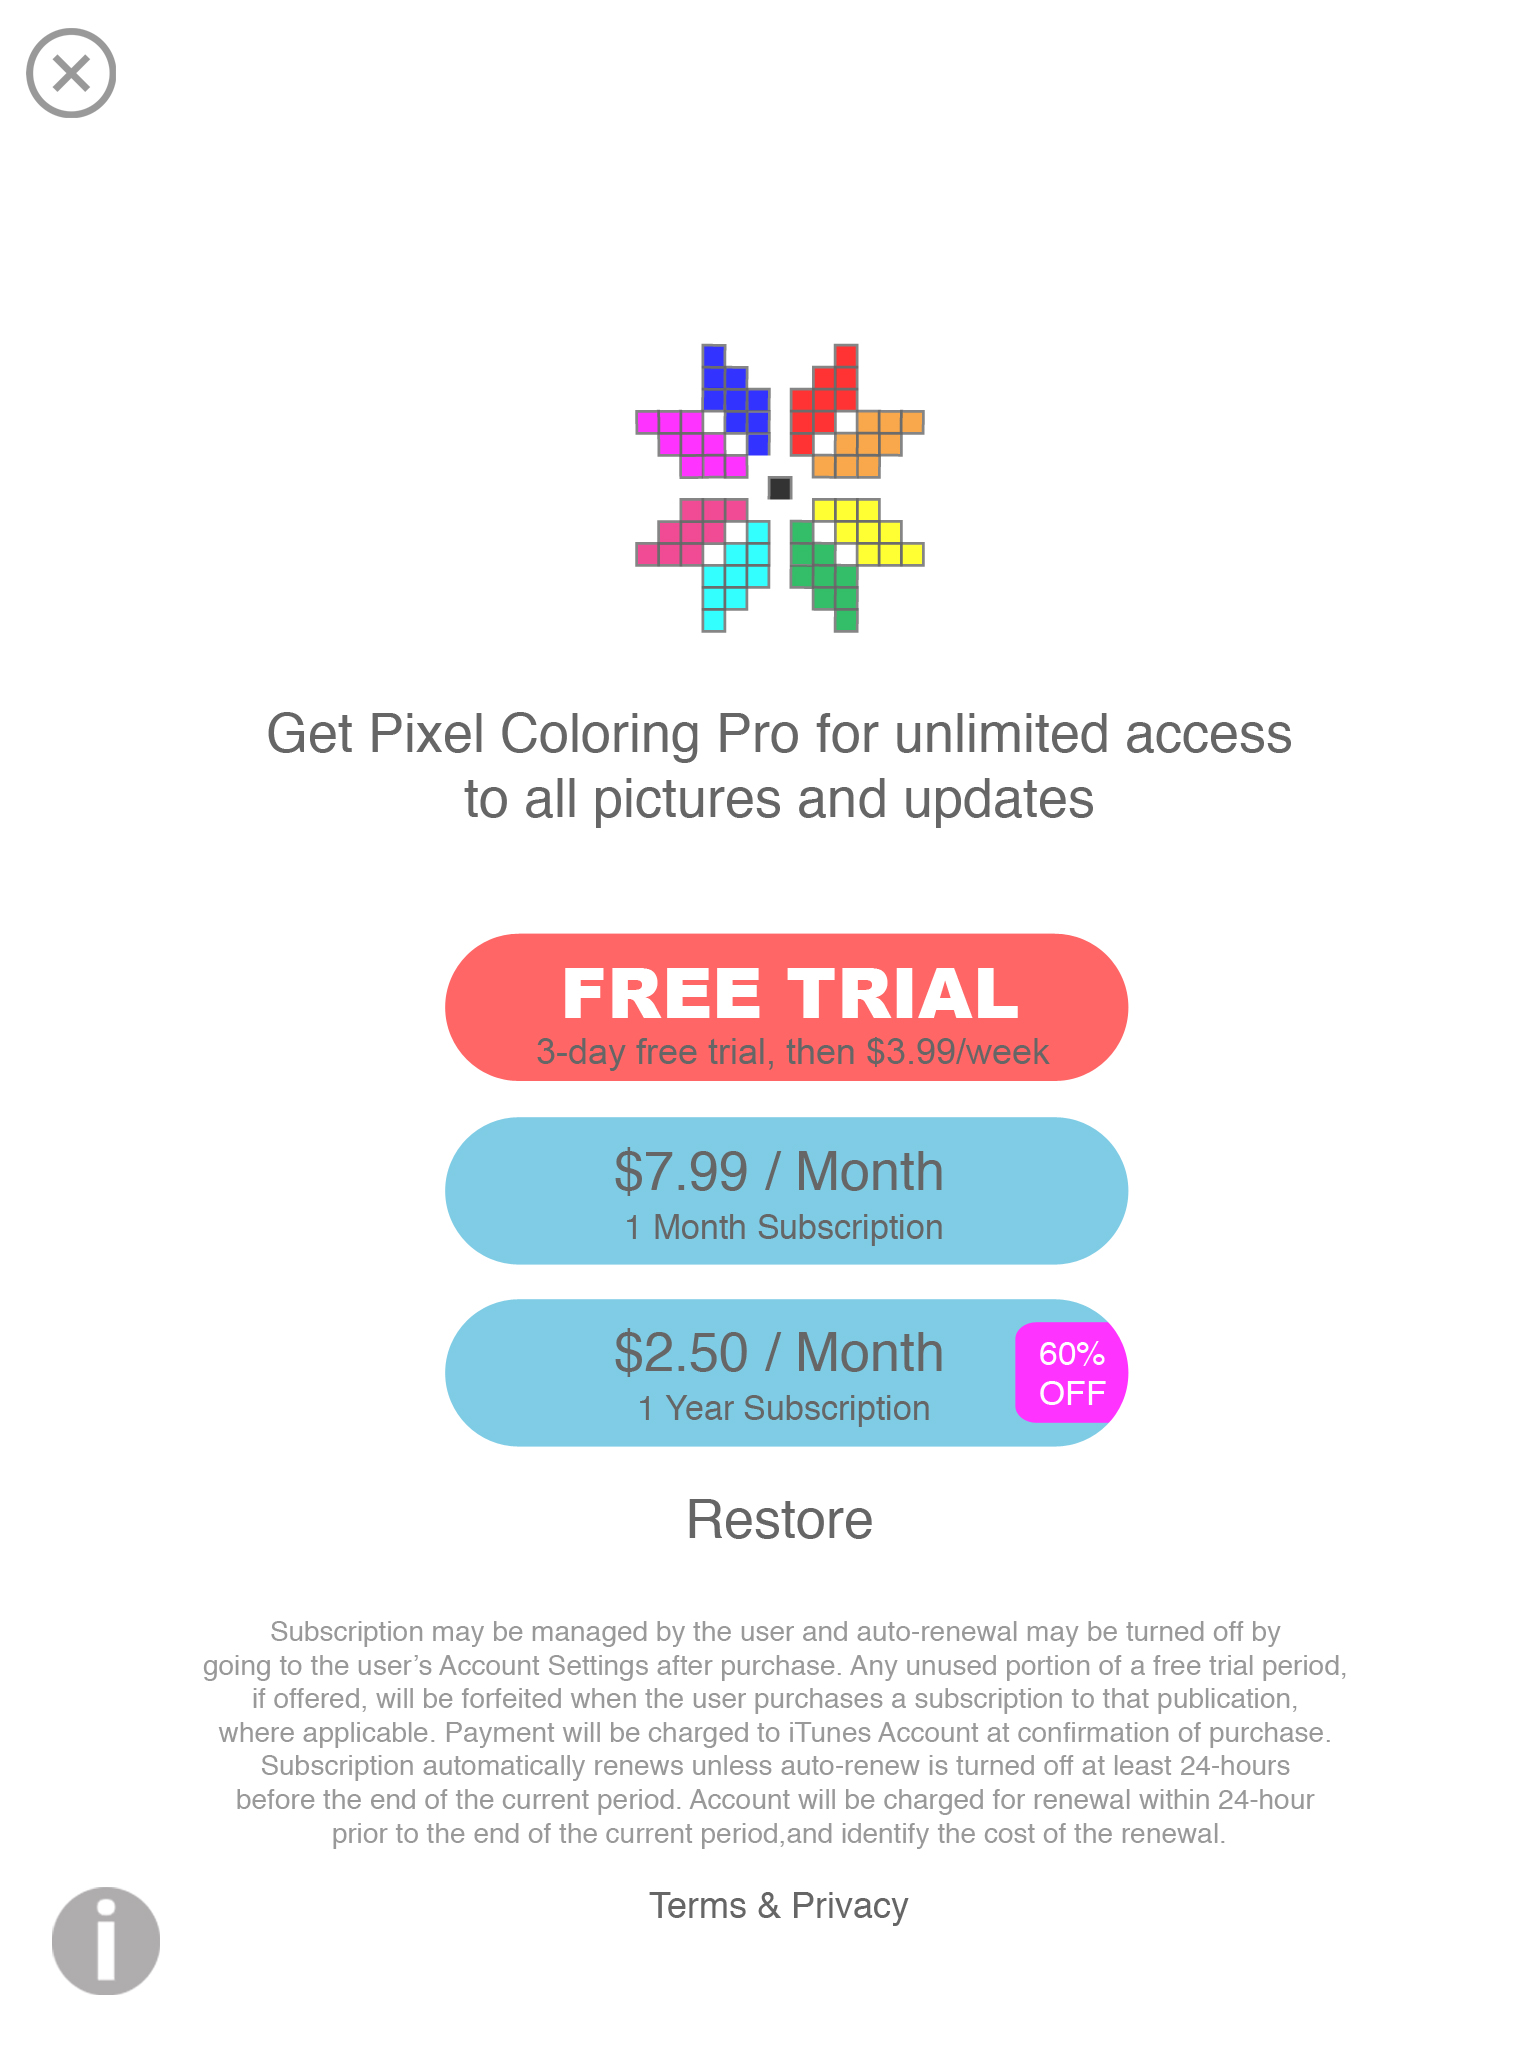 Get Pixel Coloring Pro for unlimited access
to all pictures and updates
FREE TRIAL
3-day free trial, then $3.99/week
$7.99 / Month
1 Month Subscription
$2.50 / Month
1 Year Subscription
60%
OFF
Restore
Subscription may be managed by the user and auto-renewal may be turned off by
going to the user’s Account Settings after purchase. Any unused portion of a free trial period,
if offered, will be forfeited when the user purchases a subscription to that publication,
where applicable. Payment will be charged to iTunes Account at confirmation of purchase.
Subscription automatically renews unless auto-renew is turned off at least 24-hours
before the end of the current period. Account will be charged for renewal within 24-hour
prior to the end of the current period,and identify the cost of the renewal.
Terms & Privacy
i